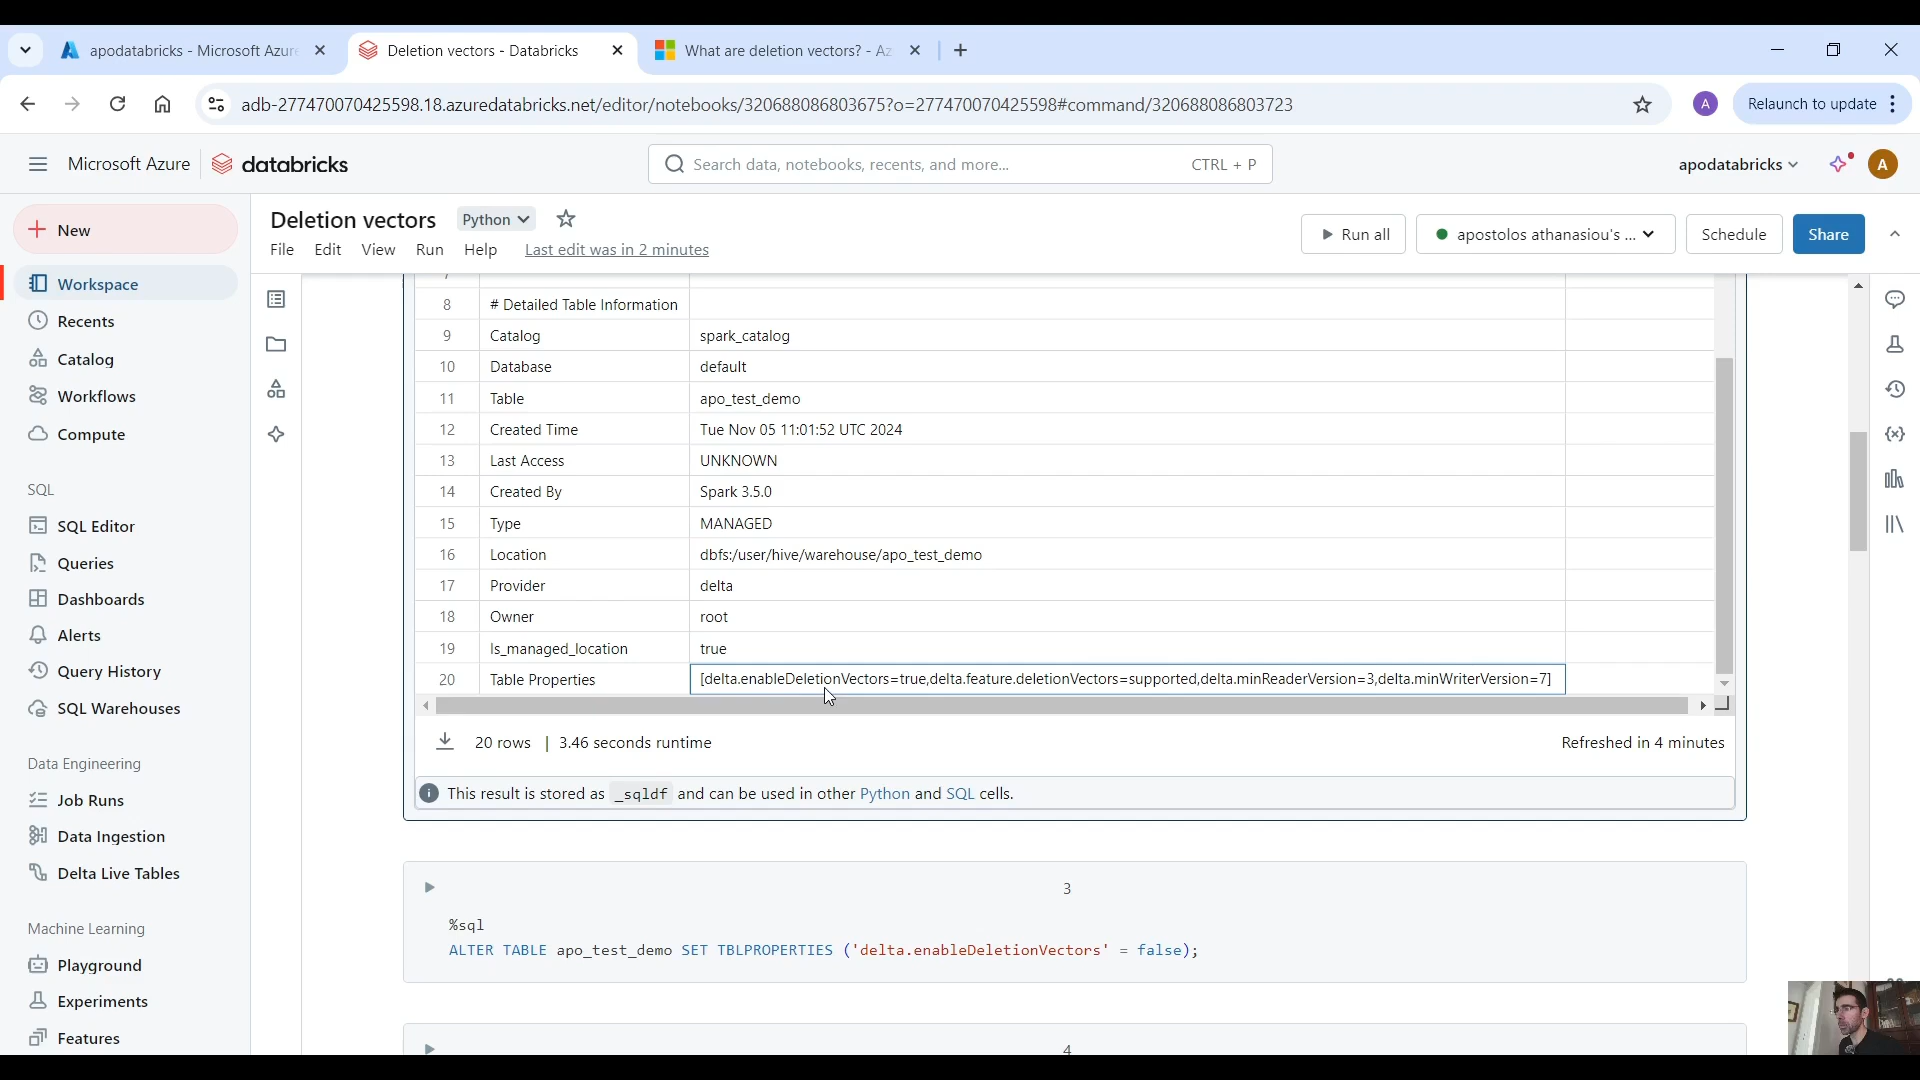 apodatabricks - Microsoft Azure
Deletion vectors - Databricks
What are deletion vectors? - Az
adb-277470070425598.18.azuredatabricks.net/editor/notebooks/320688086803675?o=277470070425598#command/320688086803723
A
Relaunch to update
Microsoft Azure
databricks
Search data, notebooks, recents, and more...
CTRL + P
apodatabricks
A
New
Deletion vectors
Python
File
Edit
View
Run
Help
Last edit was in 2 minutes
Run all
apostolos athanasiou's ...
Schedule
Share
Workspace
Recents
Catalog
Workflows
Compute
SQL
SQL Editor
Queries
Dashboards
Alerts
Query History
SQL Warehouses
Data Engineering
Job Runs
Data Ingestion
Delta Live Tables
Machine Learning
Playground
Experiments
Features
8 # Detailed Table Information
9 Catalog spark_catalog
10 Database default
11 Table apo_test_demo
12 Created Time Tue Nov 05 11:01:52 UTC 2024
13 Last Access UNKNOWN
14 Created By Spark 3.5.0
15 Type MANAGED
16 Location dbfs:/user/hive/warehouse/apo_test_demo
17 Provider delta
18 Owner root
19 Is_managed_location true
20 Table Properties [delta.enableDeletionVectors=true,delta.feature.deletionVectors=supported,delta.minReaderVersion=3,delta.minWriterVersion=7]
20 rows | 3.46 seconds runtime
Refreshed in 4 minutes
This result is stored as _sqldf and can be used in other Python and SQL cells.
3
%sql
ALTER TABLE apo_test_demo SET TBLPROPERTIES ('delta.enableDeletionVectors' = false);
4